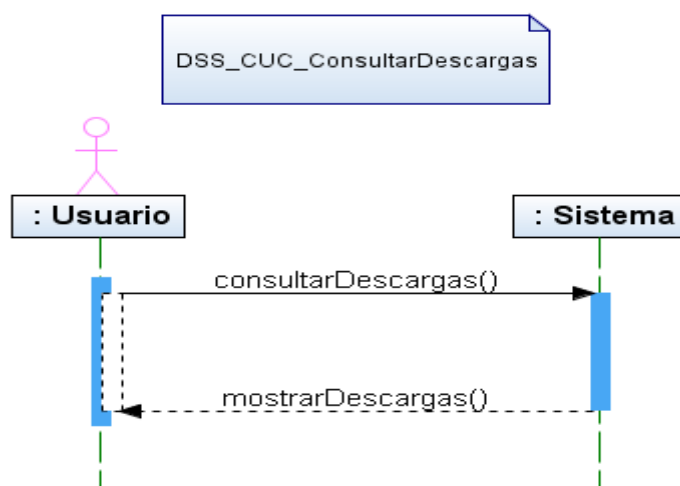 DSS_CUC_ConsultarDescargas
: Usuario
: Sistema
consultarDescargas()
mostrarDescargas()